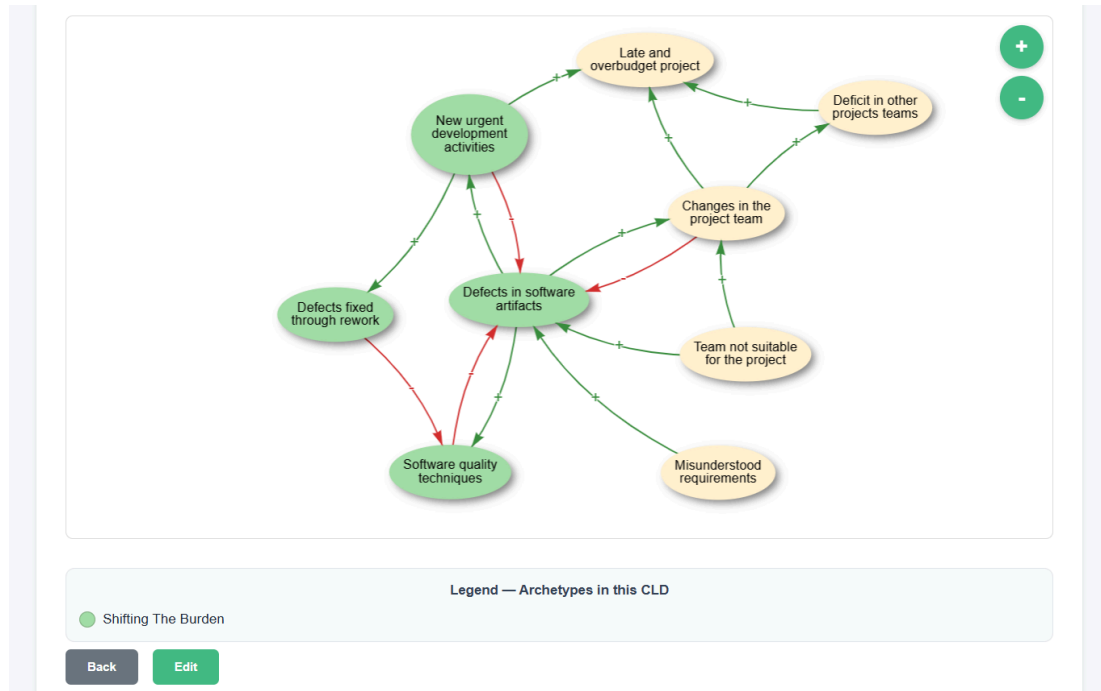 Late and
overbudget project
+
-
Deficit in other
projects teams
New urgent
development
activities
+
+
+
+
Changes in the
project team
+
+
-
+
-
+
Defects in software
artifacts
Defects fixed
through rework
+
Team not suitable
for the project
-
-
+
+
Software quality
techniques
Misunderstood
requirements
Legend — Archetypes in this CLD
Shifting The Burden
Back
Edit